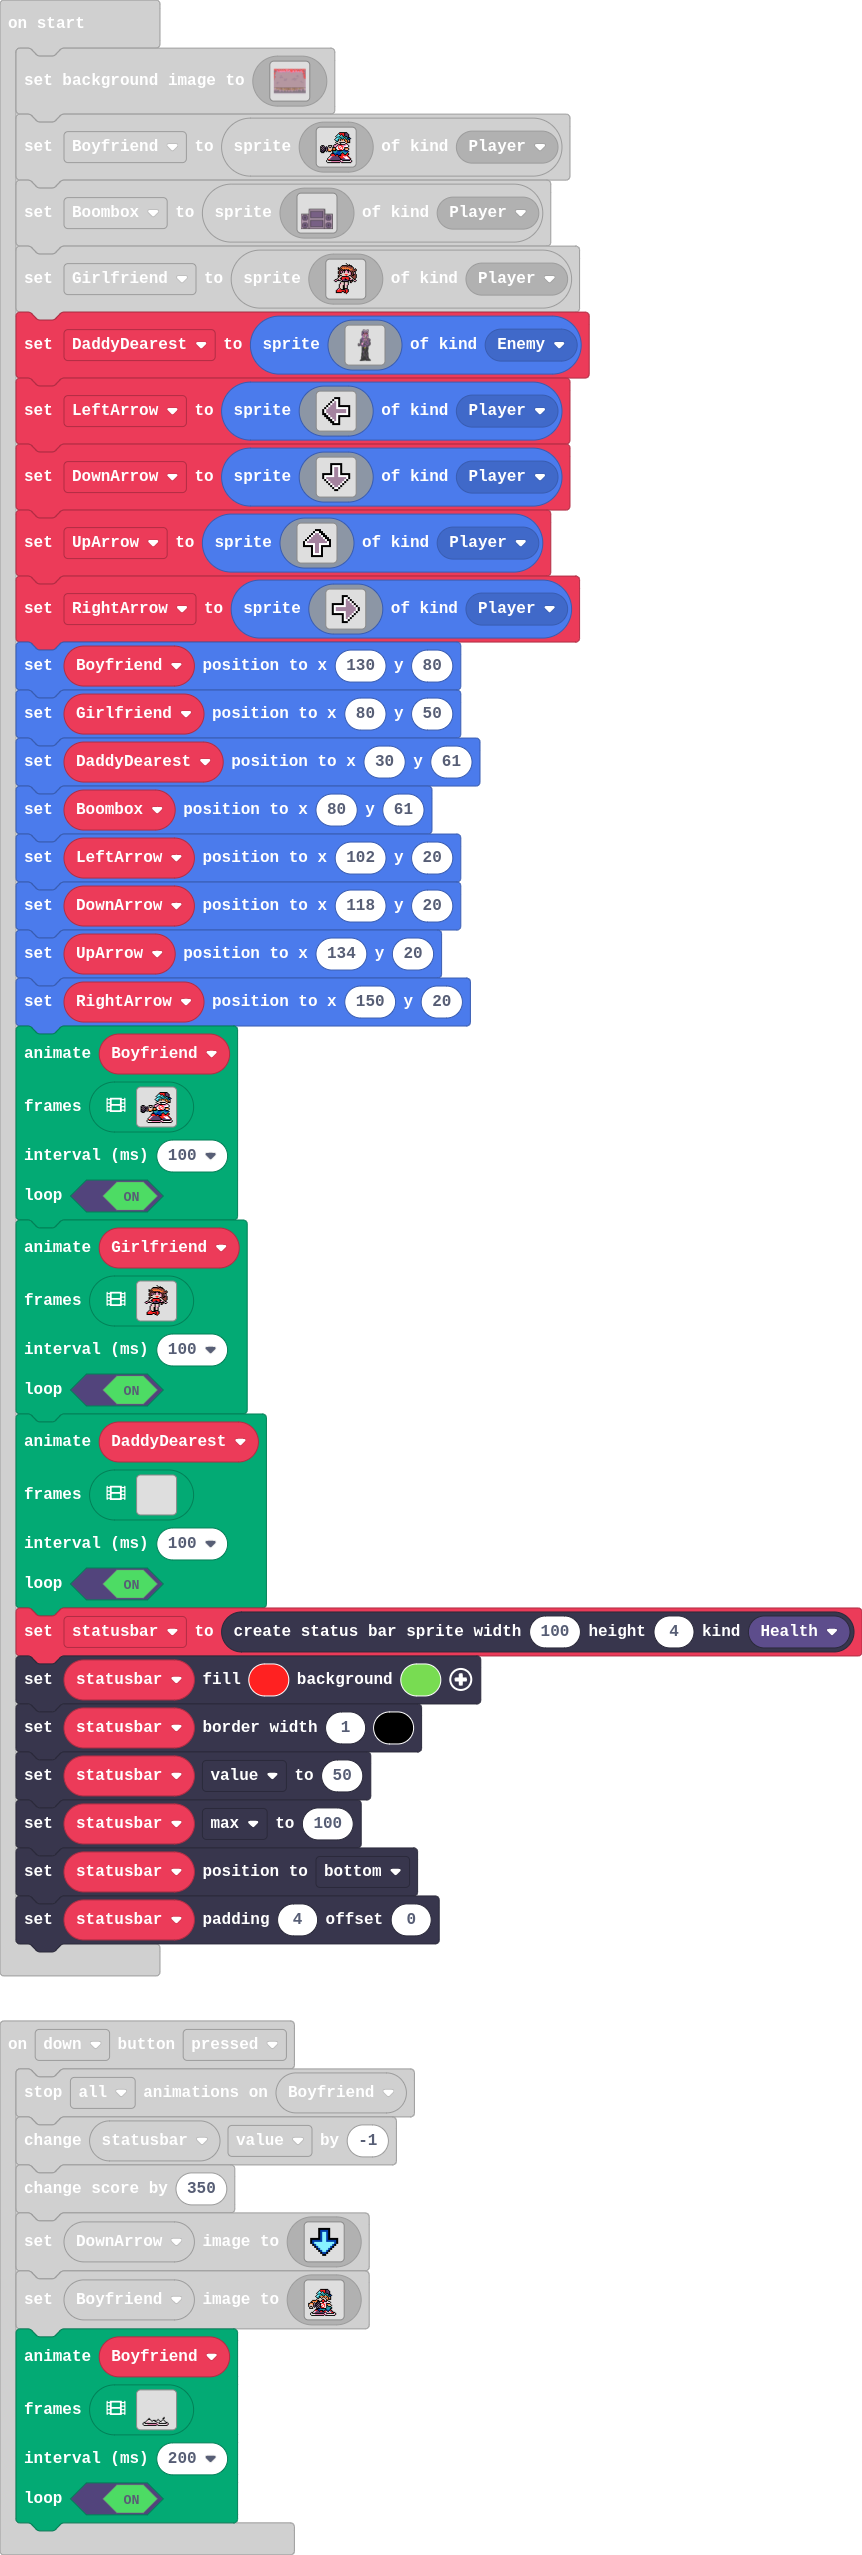 on start
set background image to
set Boyfriend to sprite of kind Player
set Boombox to sprite of kind Player
set Girlfriend to sprite of kind Player
set DaddyDearest to sprite of kind Enemy
set LeftArrow to sprite of kind Player
set DownArrow to sprite of kind Player
set UpArrow to sprite of kind Player
set RightArrow to sprite of kind Player
set Boyfriend position to x 130 y 80
set Girlfriend position to x 80 y 50
set DaddyDearest position to x 30 y 61
set Boombox position to x 80 y 61
set LeftArrow position to x 102 y 20
set DownArrow position to x 118 y 20
set UpArrow position to x 134 y 20
set RightArrow position to x 150 y 20
animate Boyfriend
frames
interval (ms) 100
loop ON
animate Girlfriend
frames
interval (ms) 100
loop ON
animate DaddyDearest
frames
interval (ms) 100
loop ON
set statusbar to create status bar sprite width 100 height 4 kind Health
set statusbar fill background
set statusbar border width 1
set statusbar value to 50
set statusbar max to 100
set statusbar position to bottom
set statusbar padding 4 offset 0
on down button pressed
stop all animations on Boyfriend
change statusbar value by -1
change score by 350
set DownArrow image to
set Boyfriend image to
animate Boyfriend
frames
interval (ms) 200
loop ON